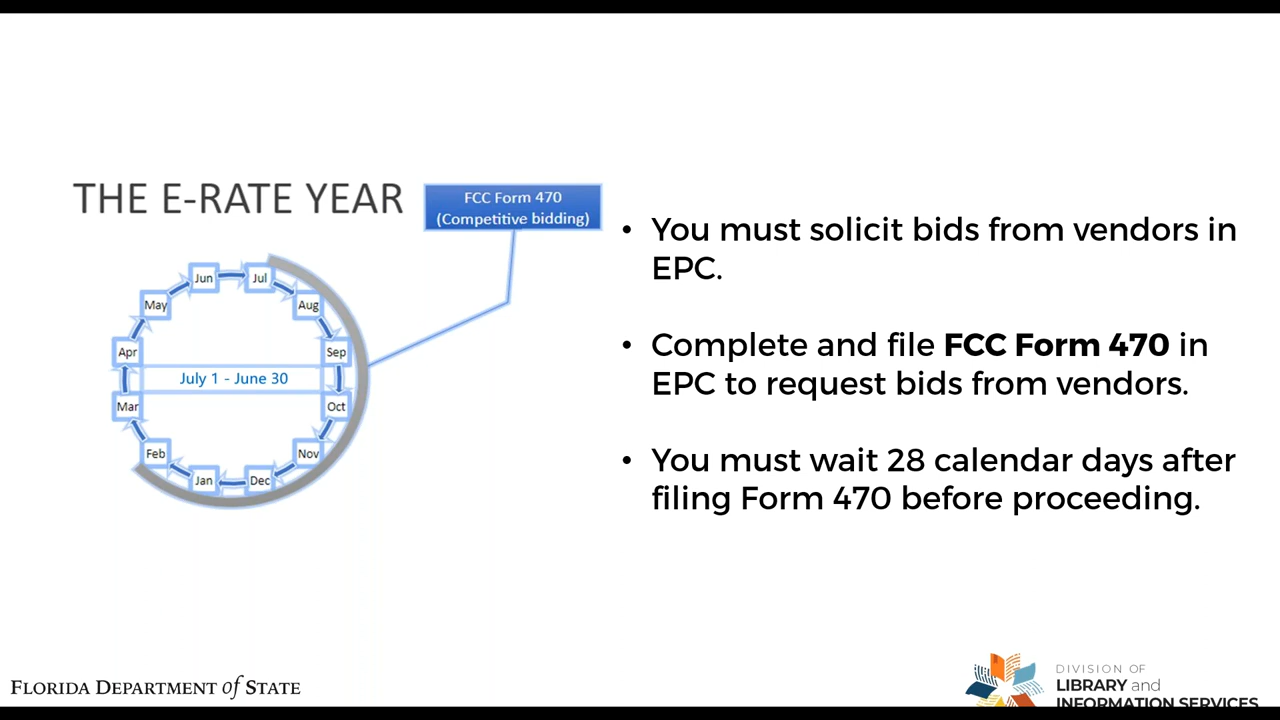 THE E-RATE YEAR
FCC Form 470
(Competitive bidding)
Jun
Jul
May
Aug
Apr
Sep
July 1 - June 30
Mar
Oct
Feb
Nov
Jan
Dec
• You must solicit bids from vendors in
EPC.
• Complete and file FCC Form 470 in
EPC to request bids from vendors.
• You must wait 28 calendar days after
filing Form 470 before proceeding.
FLORIDA DEPARTMENT of STATE
DIVISION OF
LIBRARY and
INFORMATION SERVICES